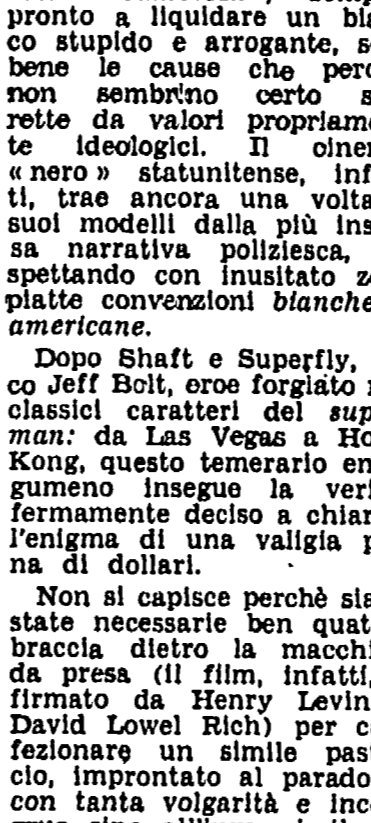 pronto a liquidare un bia
co stupido e arrogante, s
bene le cause che perc
non sembrino certo s
rette da valori propriame
te ideologici. Il cinem
« nero » statunitense, inf
ti, trae ancora una volta
suoi modelli dalla più ins
sa narrativa poliziesca,
spettando con inusitato ze
piatte convenzioni bianche
americane.
Dopo Shaft e Superfly,
co Jeff Bolt, eroe forgiato
classici caratteri del sup
man: da Las Vegas a Ho
Kong, questo temerario en
gumeno insegue la veri
fermamente deciso a chiar
l'enigma di una valigia p
na di dollari.
Non si capisce perchè sia
state necessarie ben quat
braccia dietro la macchi
da presa (il film, infatti,
firmato da Henry Levin
David Lowel Rich) per c
fezionare un simile past
cio, improntato al parado
con tanta volgarità e inc